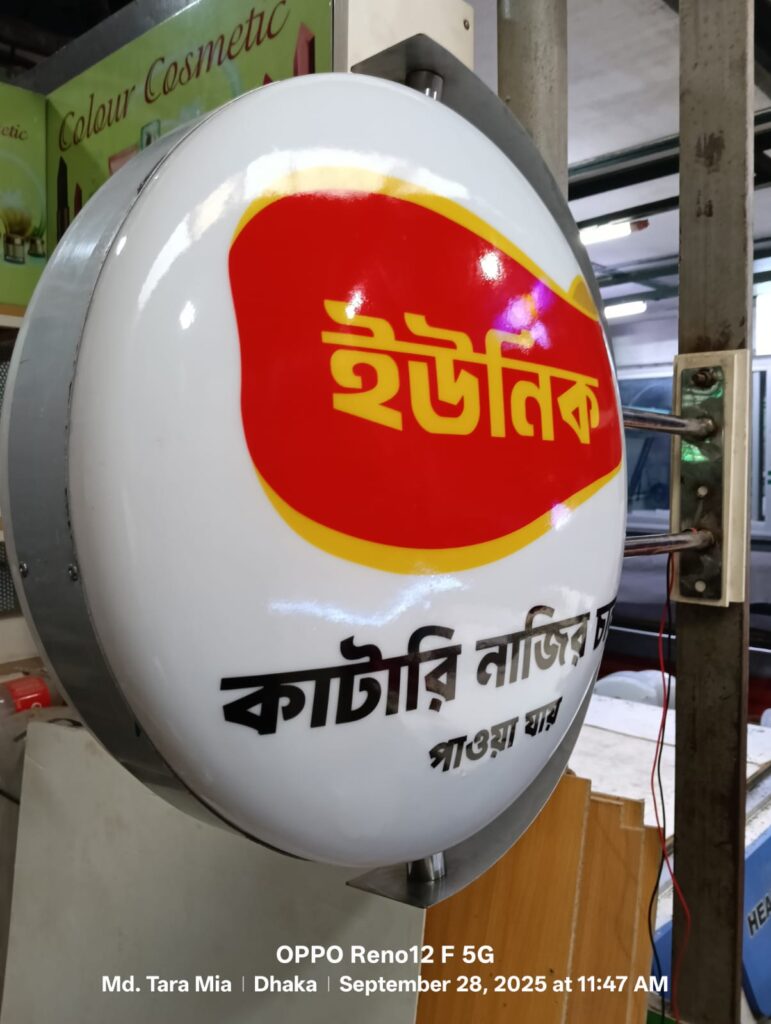 Colour Cosmetic
ইউনিক
কাটারি নাজির
পাওয়া যায়
OPPO Reno12 F 5G
Md. Tara Mia | Dhaka | September 28, 2025 at 11:47 AM